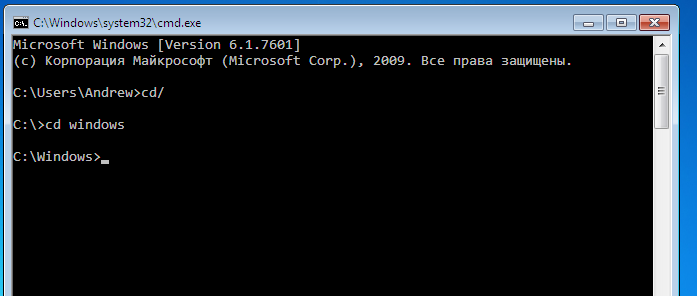 C:\Windows\system32\cmd.exe
Microsoft Windows [Version 6.1.7601]
(c) Корпорация Майкрософт (Microsoft Corp.), 2009. Все права защищены.
C:\Users\Andrew>cd/
C:\>cd windows
C:\Windows>_